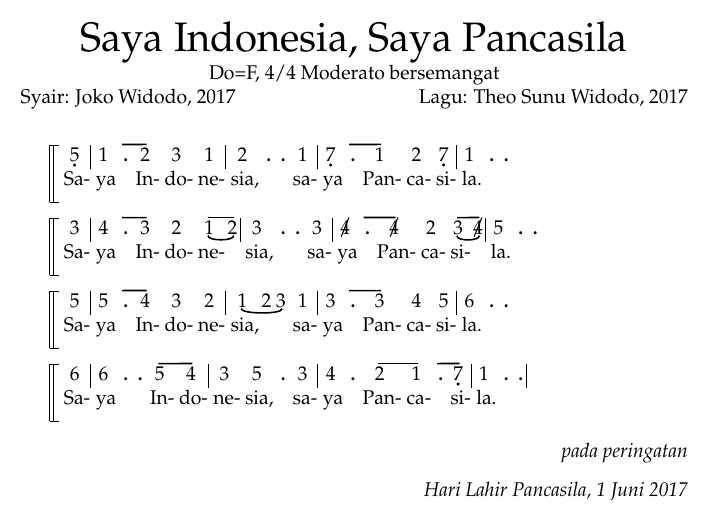 Saya Indonesia, Saya Pancasila
Do=F, 4/4 Moderato bersemangat
Syair: Joko Widodo, 2017 Lagu: Theo Sunu Widodo, 2017
5̣ | 1 . 2 3 1 | 2 . . 1 | 7̣ . 1 2 7̣ | 1 . .
Sa- ya In- do- ne- sia, sa- ya Pan- ca- si- la.
3 | 4 . 3 2 1 2 | 3 . . 3 | 4̸ . 4̸ 2 3 4̸ | 5 . .
Sa- ya In- do- ne- sia, sa- ya Pan- ca- si- la.
5 | 5 . 4 3 2 | 1 2 3 1 | 3 . 3 4 5 | 6 . .
Sa- ya In- do- ne- sia, sa- ya Pan- ca- si- la.
6 | 6 . . 5 4 | 3 5 . 3 | 4 . 2 1 . 7̣ | 1 . . |
Sa- ya In- do- ne- sia, sa- ya Pan- ca- si- la.
pada peringatan
Hari Lahir Pancasila, 1 Juni 2017